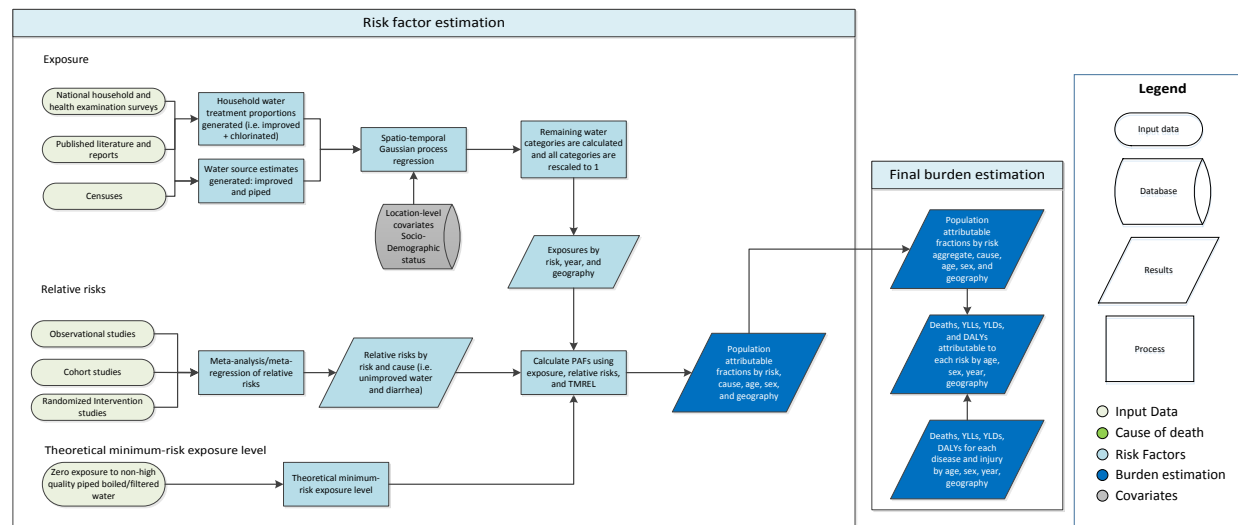 Risk factor estimation
Exposure
National household and
health examination surveys
Published literature and
reports
Censuses
Household water
treatment proportions
generated (i.e. improved
+ chlorinated)
Water source estimates
generated: improved
and piped
Spatio-temporal
Gaussian process
regression
Location-level
covariates
Socio-
Demographic
status
Remaining water
categories are calculated
and all categories are
rescaled to 1
Exposures by
risk, year, and
geography
Relative risks
Observational studies
Cohort studies
Randomized Intervention
studies
Meta-analysis/meta-
regression of relative
risks
Relative risks by
risk and cause (i.e.
unimproved water
and diarrhea)
Calculate PAFs using
exposure, relative risks,
and TMREL
Population
attributable
fractions by risk,
cause, age, sex,
and geography
Theoretical minimum-risk exposure level
Zero exposure to non-high
quality piped boiled/filtered
water
Theoretical minimum-
risk exposure level
Final burden estimation
Population
attributable
fractions by risk
aggregate, cause,
age, sex, and
geography
Deaths, YLLs, YLDs,
and DALYs
attributable to
each risk by age,
sex, year,
geography
Deaths, YLLs, YLDs,
DALYs for each
disease and injury
by age, sex, year,
geography
Legend
Input data
Database
Results
Process
Input Data
Cause of death
Risk Factors
Burden estimation
Covariates